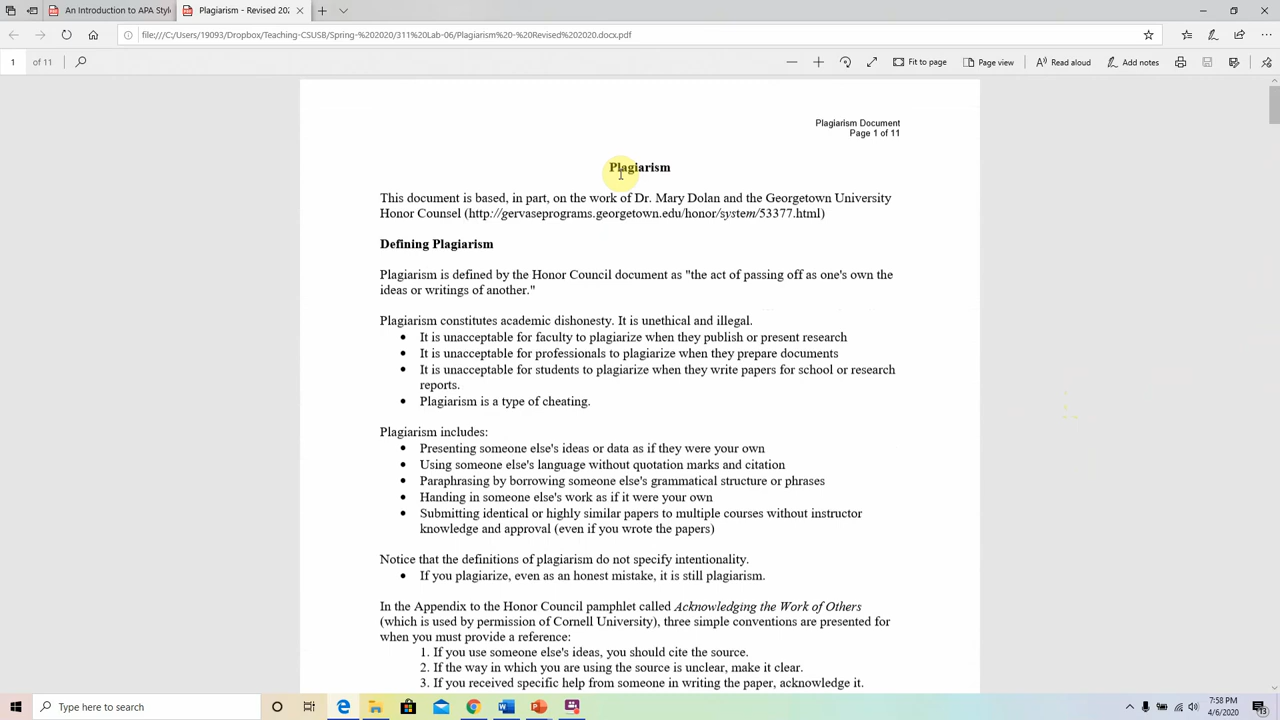 An Introduction to APA Style
Plagiarism - Revised 202
file:///C:/Users/19093/Dropbox/Teaching-CSUSB/Spring-%202020/311%20Lab-06/Plagiarism%20-%20Revised%202020.docx.pdf
1 of 11
Fit to page
Page view
Read aloud
Add notes
Plagiarism Document
Page 1 of 11
Plagiarism
This document is based, in part, on the work of Dr. Mary Dolan and the Georgetown University
Honor Counsel (http://gervaseprograms.georgetown.edu/honor/system/53377.html)
Defining Plagiarism
Plagiarism is defined by the Honor Council document as "the act of passing off as one's own the
ideas or writings of another."
Plagiarism constitutes academic dishonesty. It is unethical and illegal.
• It is unacceptable for faculty to plagiarize when they publish or present research
• It is unacceptable for professionals to plagiarize when they prepare documents
• It is unacceptable for students to plagiarize when they write papers for school or research
reports.
• Plagiarism is a type of cheating.
Plagiarism includes:
• Presenting someone else's ideas or data as if they were your own
• Using someone else's language without quotation marks and citation
• Paraphrasing by borrowing someone else's grammatical structure or phrases
• Handing in someone else's work as if it were your own
• Submitting identical or highly similar papers to multiple courses without instructor
knowledge and approval (even if you wrote the papers)
Notice that the definitions of plagiarism do not specify intentionality.
• If you plagiarize, even as an honest mistake, it is still plagiarism.
In the Appendix to the Honor Council pamphlet called Acknowledging the Work of Others
(which is used by permission of Cornell University), three simple conventions are presented for
when you must provide a reference:
1. If you use someone else's ideas, you should cite the source.
2. If the way in which you are using the source is unclear, make it clear.
3. If you received specific help from someone in writing the paper, acknowledge it.
Type here to search
7:58 PM
4/6/2020